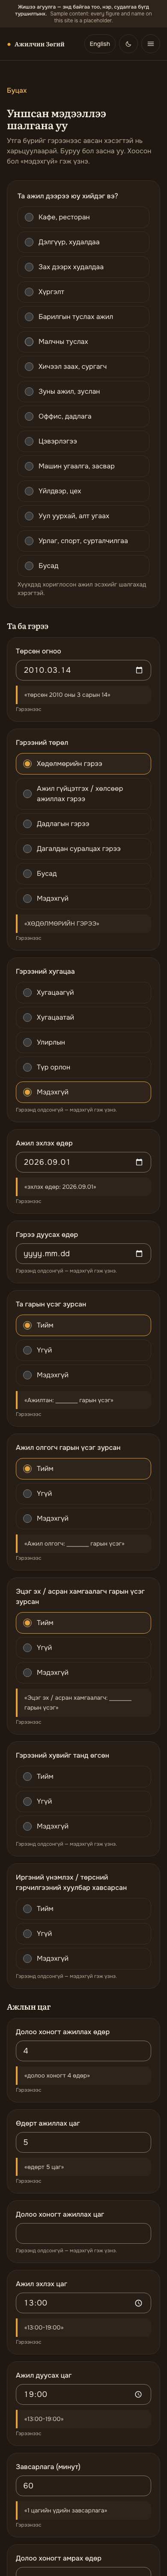 Жишээ агуулга — энд байгаа тоо, нэр, судалгаа бүгд
түршилтынх. Sample content: every figure and name on
this site is a placeholder.
Ажилчин Зөгий
English
Буцах
Уншсан мэдээллээ
шалгана уу
Утга бүрийг гэрээнээс авсан хэсэгтэй нь
харьцуулаарай. Буруу бол засна уу. Хоосон
бол «мэдэхгүй» гэж үзнэ.
Та ажил дээрээ юу хийдэг вэ?
Кафе, ресторан
Дэлгүүр, худалдаа
Зах дээрх худалдаа
Хүргэлт
Барилгын туслах ажил
Малчны туслах
Хичээл заах, сургагч
Зуны ажил, зуслан
Оффис, дадлага
Цэвэрлэгээ
Машин угаалга, засвар
Үйлдвэр, цех
Уул уурхай, алт угаах
Урлаг, спорт, сурталчилгаа
Бусад
Хүүхдэд хориглосон ажил эсэхийг шалгахад
хэрэгтэй.
Та ба гэрээ
Төрсөн огноо
2010.03.14
«төрсөн 2010 оны 3 сарын 14»
Гэрээнээс
Гэрээний төрөл
Хөдөлмөрийн гэрээ
Ажил гүйцэтгэх / хөлсөөр
ажиллах гэрээ
Дадлагын гэрээ
Дагалдан суралцах гэрээ
Бусад
Мэдэхгүй
«ХӨДӨЛМӨРИЙН ГЭРЭЭ»
Гэрээнээс
Гэрээний хугацаа
Хугацаагүй
Хугацаатай
Улирлын
Түр орлон
Мэдэхгүй
Гэрээнд олдсонгүй — мэдэхгүй гэж үзнэ
Ажил эхлэх өдөр
2026.09.01
«эхлэх өдөр: 2026.09.01»
Гэрээнээс
Гэрээ дуусах өдөр
yyyy.mm.dd
Гэрээнд олдсонгүй — мэдэхгүй гэж үзнэ
Та гарын үсэг зурсан
Тийм
Үгүй
Мэдэхгүй
«Ажилтан: ________ гарын үсэг»
Гэрээнээс
Ажил олгогч гарын үсэг зурсан
Тийм
Үгүй
Мэдэхгүй
«Ажил олгогч: ________ гарын үсэг»
Гэрээнээс
Эцэг эх / асран хамгаалагч гарын үсэг
зурсан
Тийм
Үгүй
Мэдэхгүй
«Эцэг эх / асран хамгаалагч: ________
гарын үсэг»
Гэрээнээс
Гэрээний хувийг танд өгсөн
Тийм
Үгүй
Мэдэхгүй
Гэрээнд олдсонгүй — мэдэхгүй гэж үзнэ
Иргэний үнэмлэх / төрсний
гэрчилгээний хуулбар хавсарсан
Тийм
Үгүй
Мэдэхгүй
Гэрээнд олдсонгүй — мэдэхгүй гэж үзнэ
Ажлын цаг
Долоо хоногт ажиллах өдөр
4
«долоо хоногт 4 өдөр»
Гэрээнээс
Өдөрт ажиллах цаг
5
«өдөрт 5 цаг»
Гэрээнээс
Долоо хоногт ажиллах цаг
Гэрээнд олдсонгүй — мэдэхгүй гэж үзнэ
Ажил эхлэх цаг
13:00
«13:00-19:00»
Гэрээнээс
Ажил дуусах цаг
19:00
«13:00-19:00»
Гэрээнээс
Завсарлага (минут)
60
«1 цагийн үдийн завсарлага»
Гэрээнээс
Долоо хоногт амрах өдөр